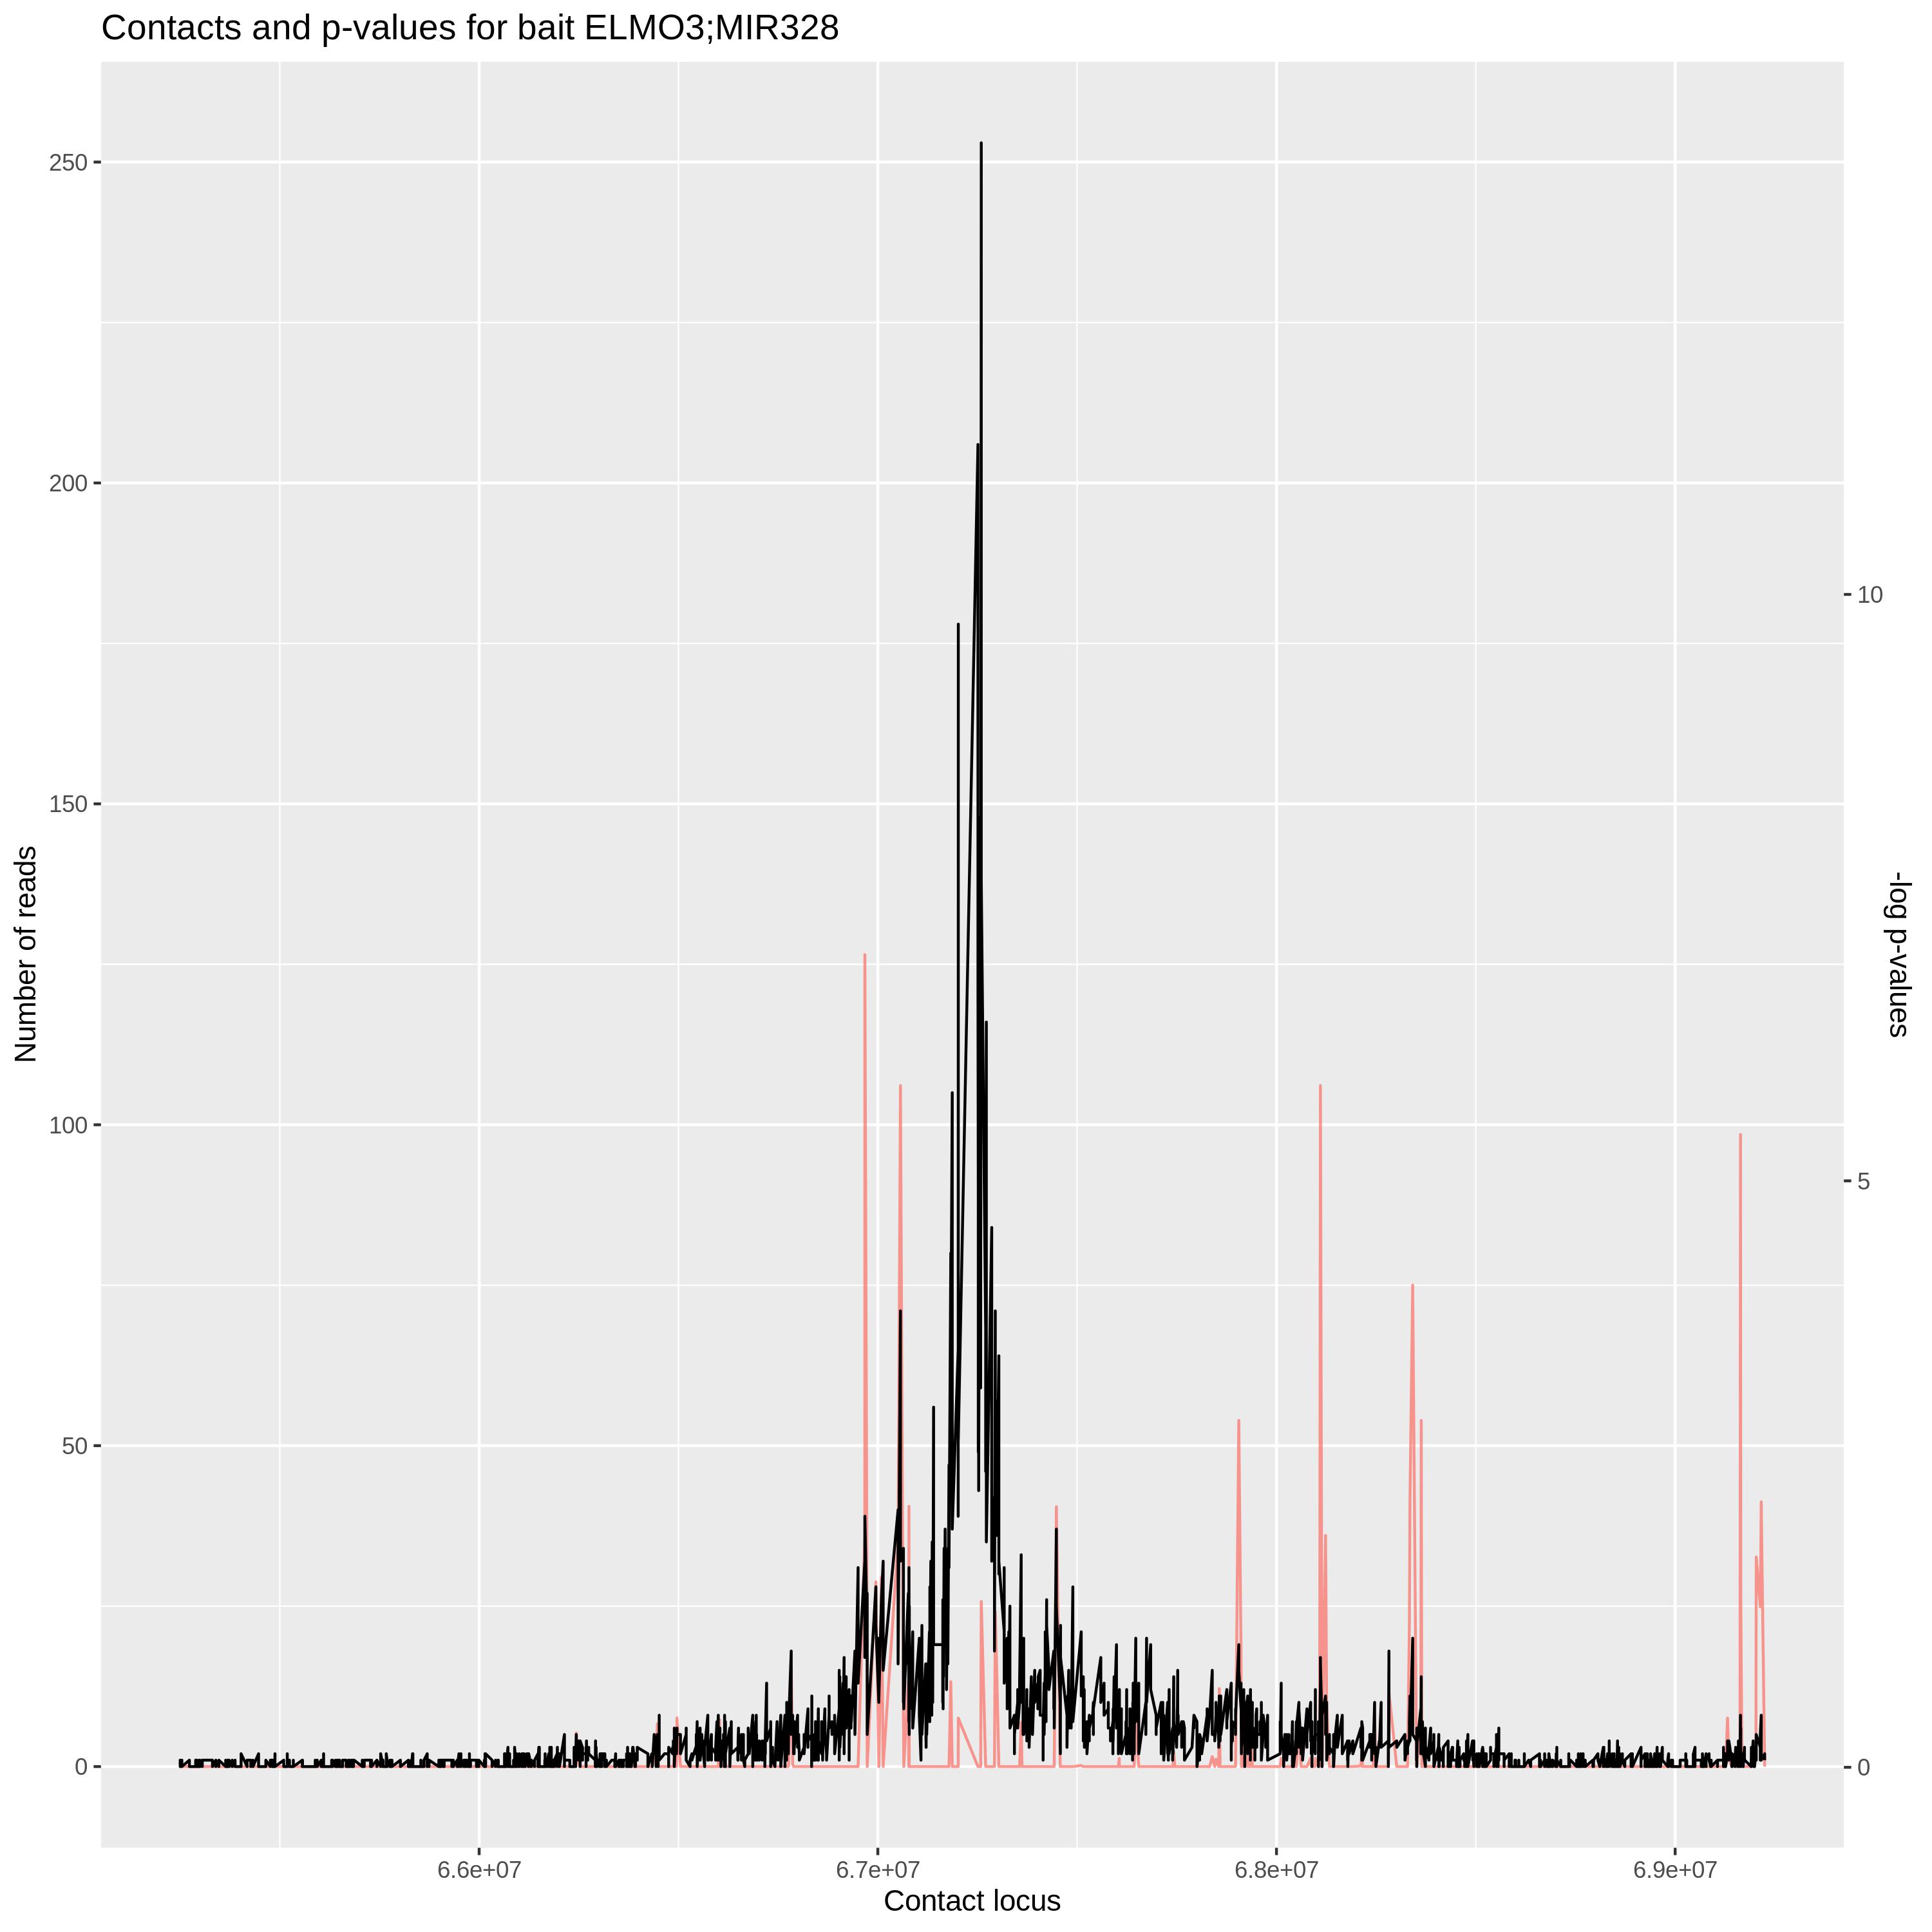 Contacts and p-values for bait ELMO3;MIR328
250
200
150
100
50
0
Number of reads
10
5
0
-log p-values
6.6e+07
6.7e+07
6.8e+07
6.9e+07
Contact locus